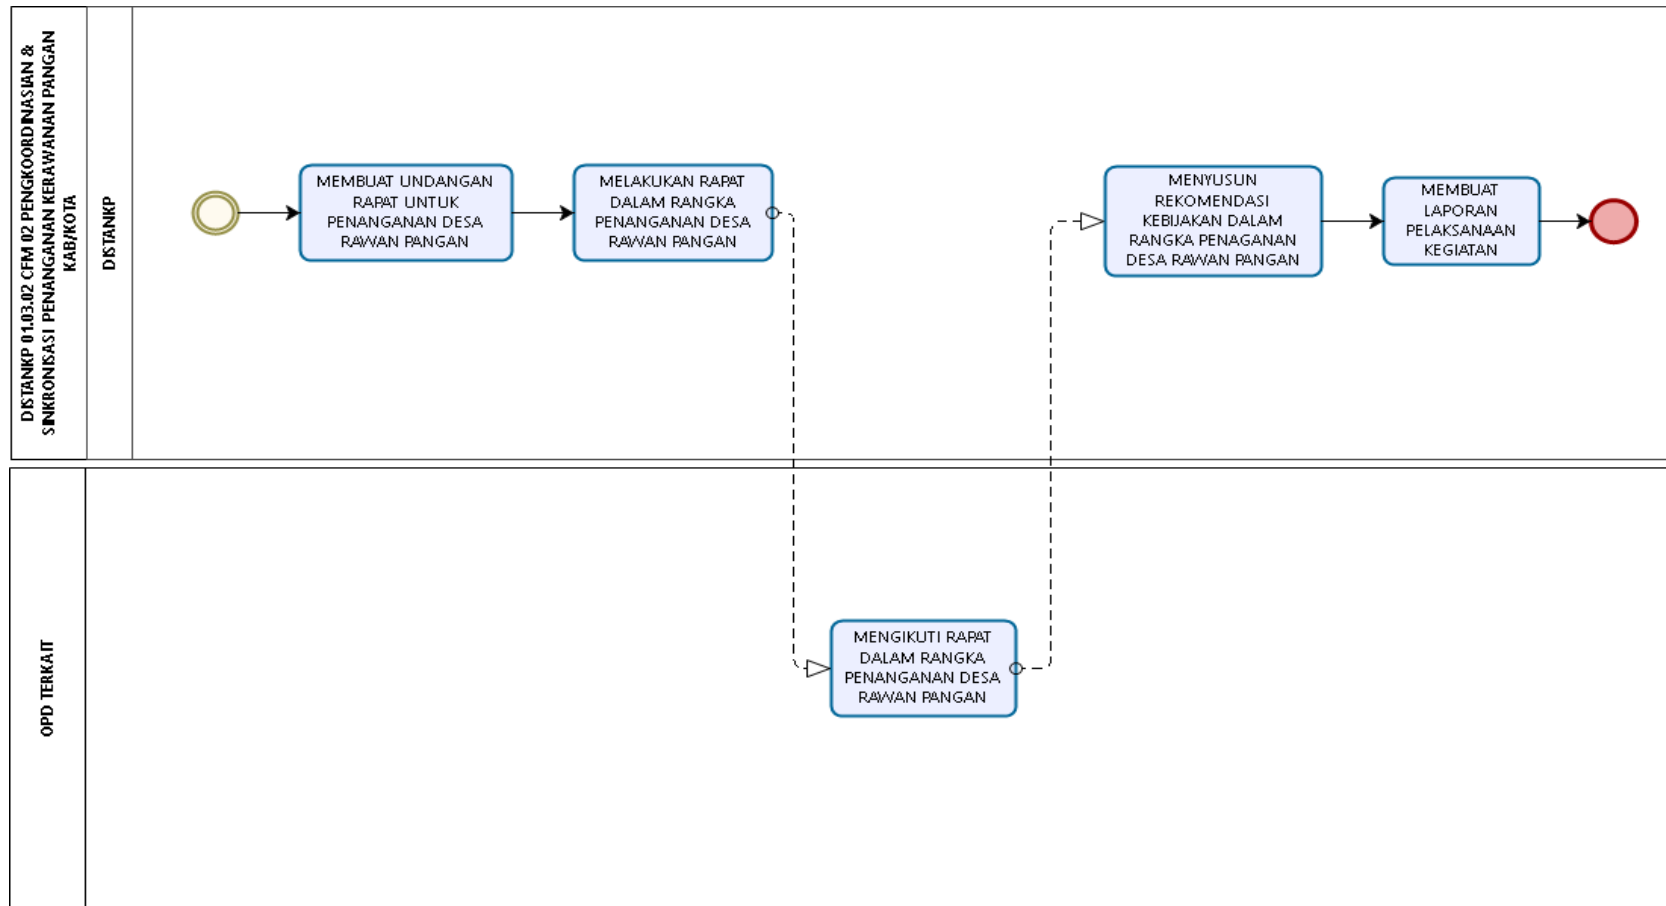 DISTANKP 01.03.02 CFM 02 PENGKOORDINASIAN &
SINKRONISASI PENANGANAN KERAWANAN PANGAN
KAB/KOTA
DISTANKP
MEMBUAT UNDANGAN
RAPAT UNTUK
PENANGANAN DESA
RAWAN PANGAN
MELAKUKAN RAPAT
DALAM RANGKA
PENANGANAN DESA
RAWAN PANGAN
MENYUSUN
REKOMENDASI
KEBIJAKAN DALAM
RANGKA PENAGANAN
DESA RAWAN PANGAN
MEMBUAT
LAPORAN
PELAKSANAAN
KEGIATAN
OPD TERKAIT
MENGIKUTI RAPAT
DALAM RANGKA
PENANGANAN DESA
RAWAN PANGAN